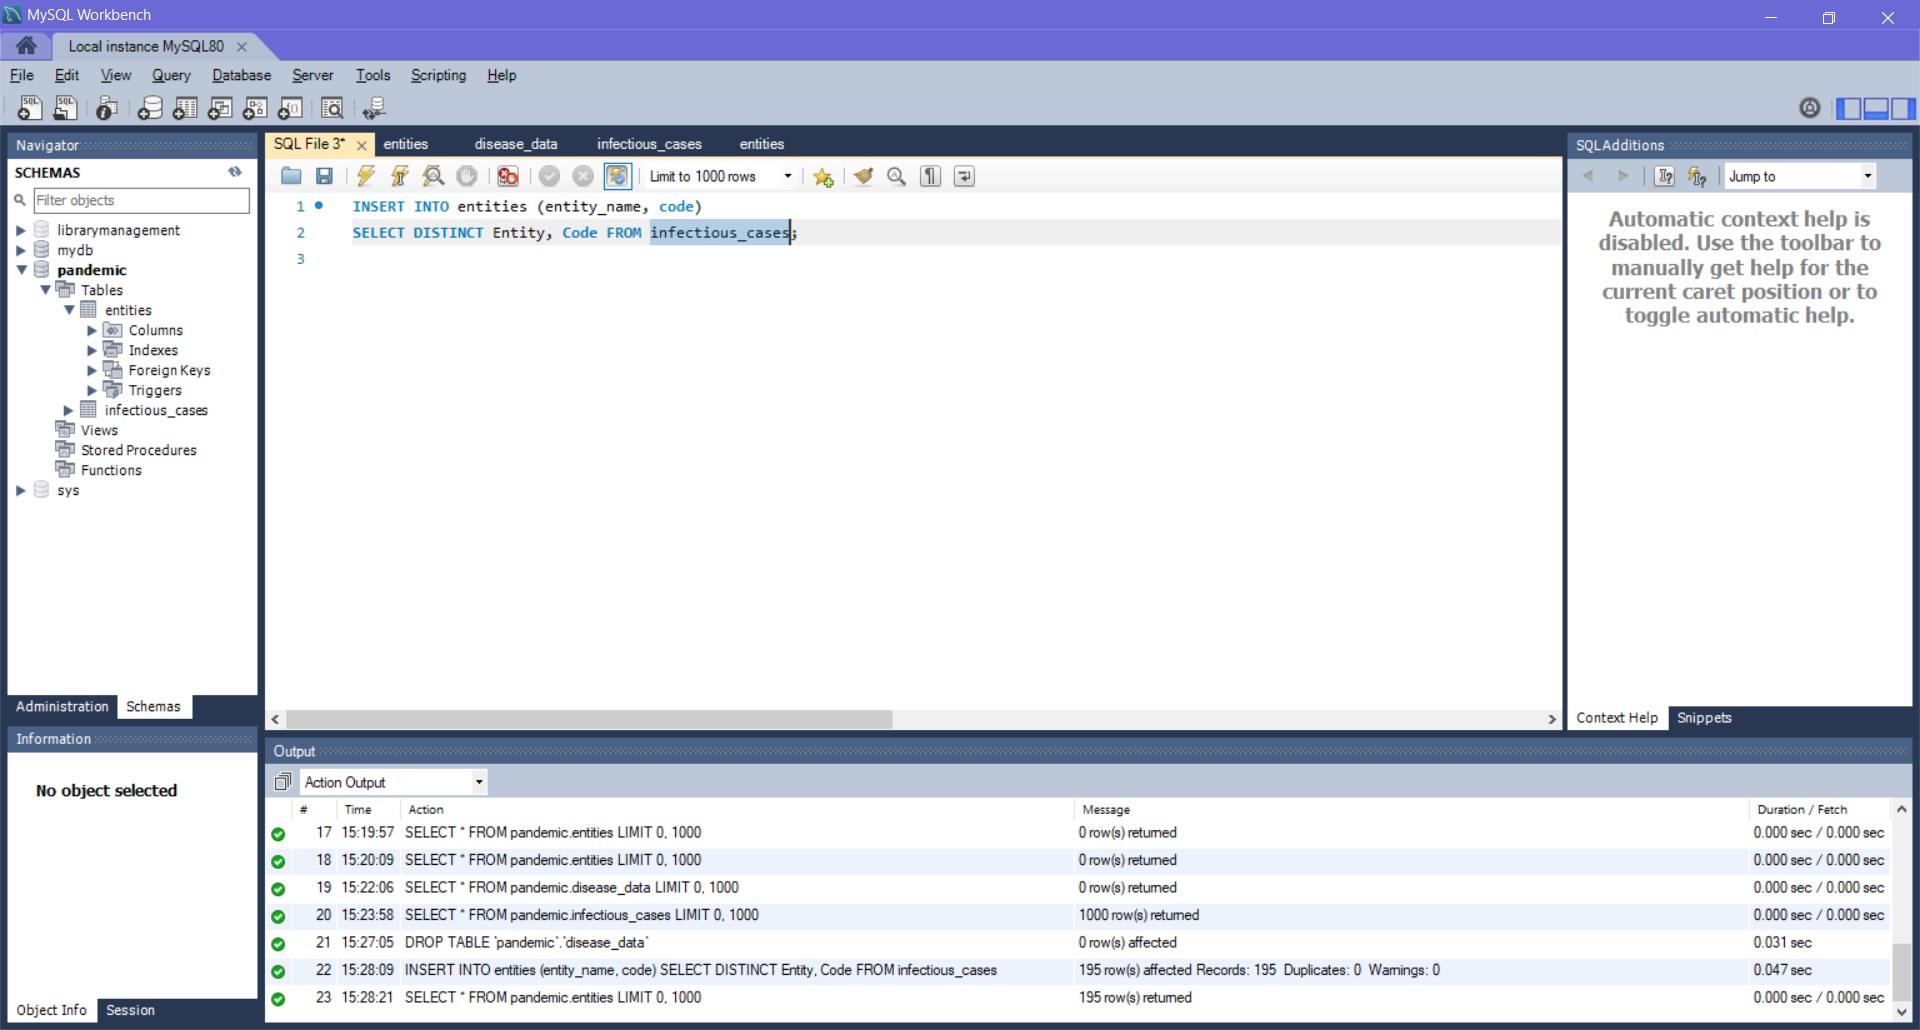 MySQL Workbench
Local instance MySQL80
File Edit View Query Database Server Tools Scripting Help
Navigator
SCHEMAS
Filter objects
librarymanagement
mydb
pandemic
Tables
entities
Columns
Indexes
Foreign Keys
Triggers
infectious_cases
Views
Stored Procedures
Functions
sys
Administration Schemas
Information
No object selected
Object Info Session
SQL File 3* entities disease_data infectious_cases entities
Limit to 1000 rows
1 INSERT INTO entities (entity_name, code)
2 SELECT DISTINCT Entity, Code FROM infectious_cases;
3
SQLAdditions
Jump to
Automatic context help is
disabled. Use the toolbar to
manually get help for the
current caret position or to
toggle automatic help.
Context Help Snippets
Output
Action Output
# Time Action Message Duration / Fetch
17 15:19:57 SELECT * FROM pandemic.entities LIMIT 0, 1000 0 row(s) returned 0.000 sec / 0.000 sec
18 15:20:09 SELECT * FROM pandemic.entities LIMIT 0, 1000 0 row(s) returned 0.000 sec / 0.000 sec
19 15:22:06 SELECT * FROM pandemic.disease_data LIMIT 0, 1000 0 row(s) returned 0.000 sec / 0.000 sec
20 15:23:58 SELECT * FROM pandemic.infectious_cases LIMIT 0, 1000 1000 row(s) returned 0.000 sec / 0.000 sec
21 15:27:05 DROP TABLE `pandemic`.`disease_data` 0 row(s) affected 0.031 sec
22 15:28:09 INSERT INTO entities (entity_name, code) SELECT DISTINCT Entity, Code FROM infectious_cases 195 row(s) affected Records: 195 Duplicates: 0 Warnings: 0 0.047 sec
23 15:28:21 SELECT * FROM pandemic.entities LIMIT 0, 1000 195 row(s) returned 0.000 sec / 0.000 sec